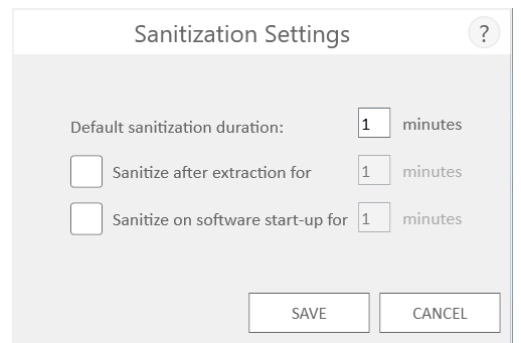 Sanitization Settings ?
Default sanitization duration: 1 minutes
Sanitize after extraction for 1 minutes
Sanitize on software start-up for 1 minutes
SAVE CANCEL